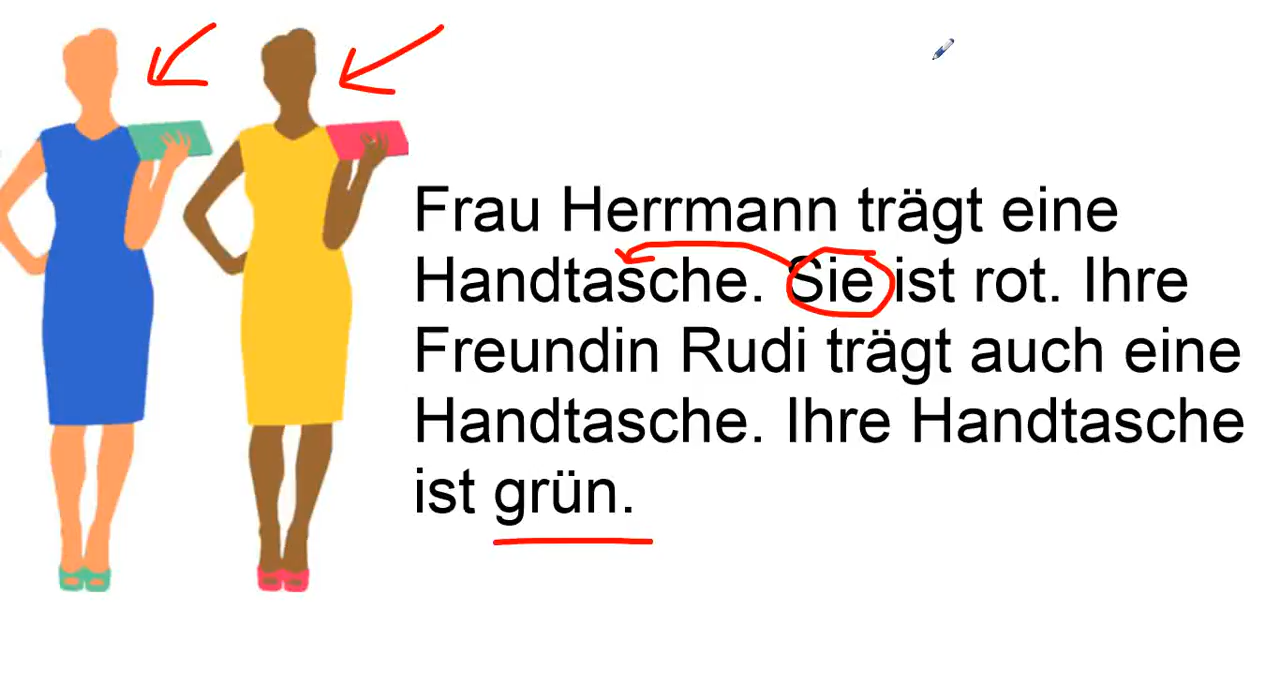 Frau Herrmann trägt eine
Handtasche. Sie ist rot. Ihre
Freundin Rudi trägt auch eine
Handtasche. Ihre Handtasche
ist grün.